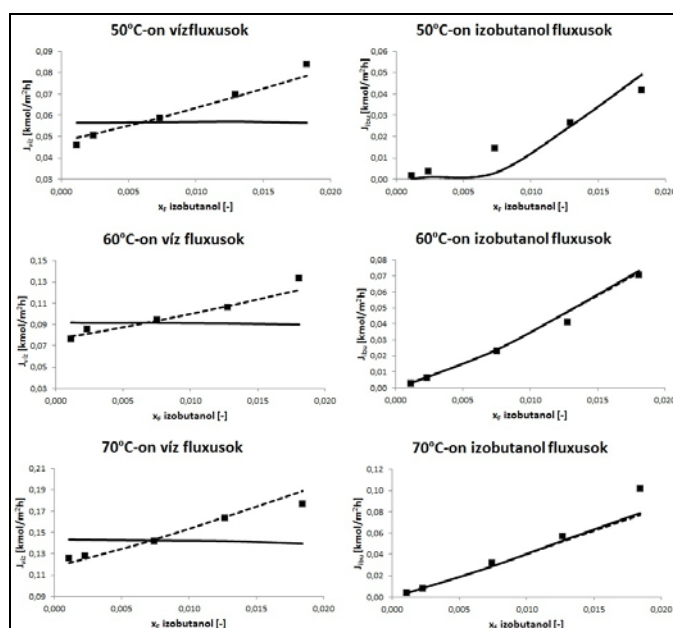 50°C-on vízfluxusok
J_víz [kmol/m²h]
0,09
0,08
0,07
0,06
0,05
0,04
0,03
0,000 0,005 0,010 0,015 0,020
x_F izobutanol [-]
50°C-on izobutanol fluxusok
J_ibu [kmol/m²h]
0,06
0,05
0,04
0,03
0,02
0,01
0,00
0,000 0,005 0,010 0,015 0,020
x_F izobutanol [-]
60°C-on víz fluxusok
J_víz [kmol/m²h]
0,15
0,13
0,11
0,09
0,07
0,05
0,03
0,000 0,005 0,010 0,015 0,020
x_F izobutanol [-]
60°C-on izobutanol fluxusok
J_ibu [kmol/m²h]
0,08
0,07
0,06
0,05
0,04
0,03
0,02
0,01
0,00
0,000 0,005 0,010 0,015 0,020
x_F izobutanol [-]
70°C-on víz fluxusok
J_víz [kmol/m²h]
0,21
0,19
0,17
0,15
0,13
0,11
0,09
0,000 0,005 0,010 0,015 0,020
x_F izobutanol [-]
70°C-on izobutanol fluxusok
J_ibu [kmol/m²h]
0,12
0,10
0,08
0,06
0,04
0,02
0,00
0,000 0,005 0,010 0,015 0,020
x_F izobutanol [-]